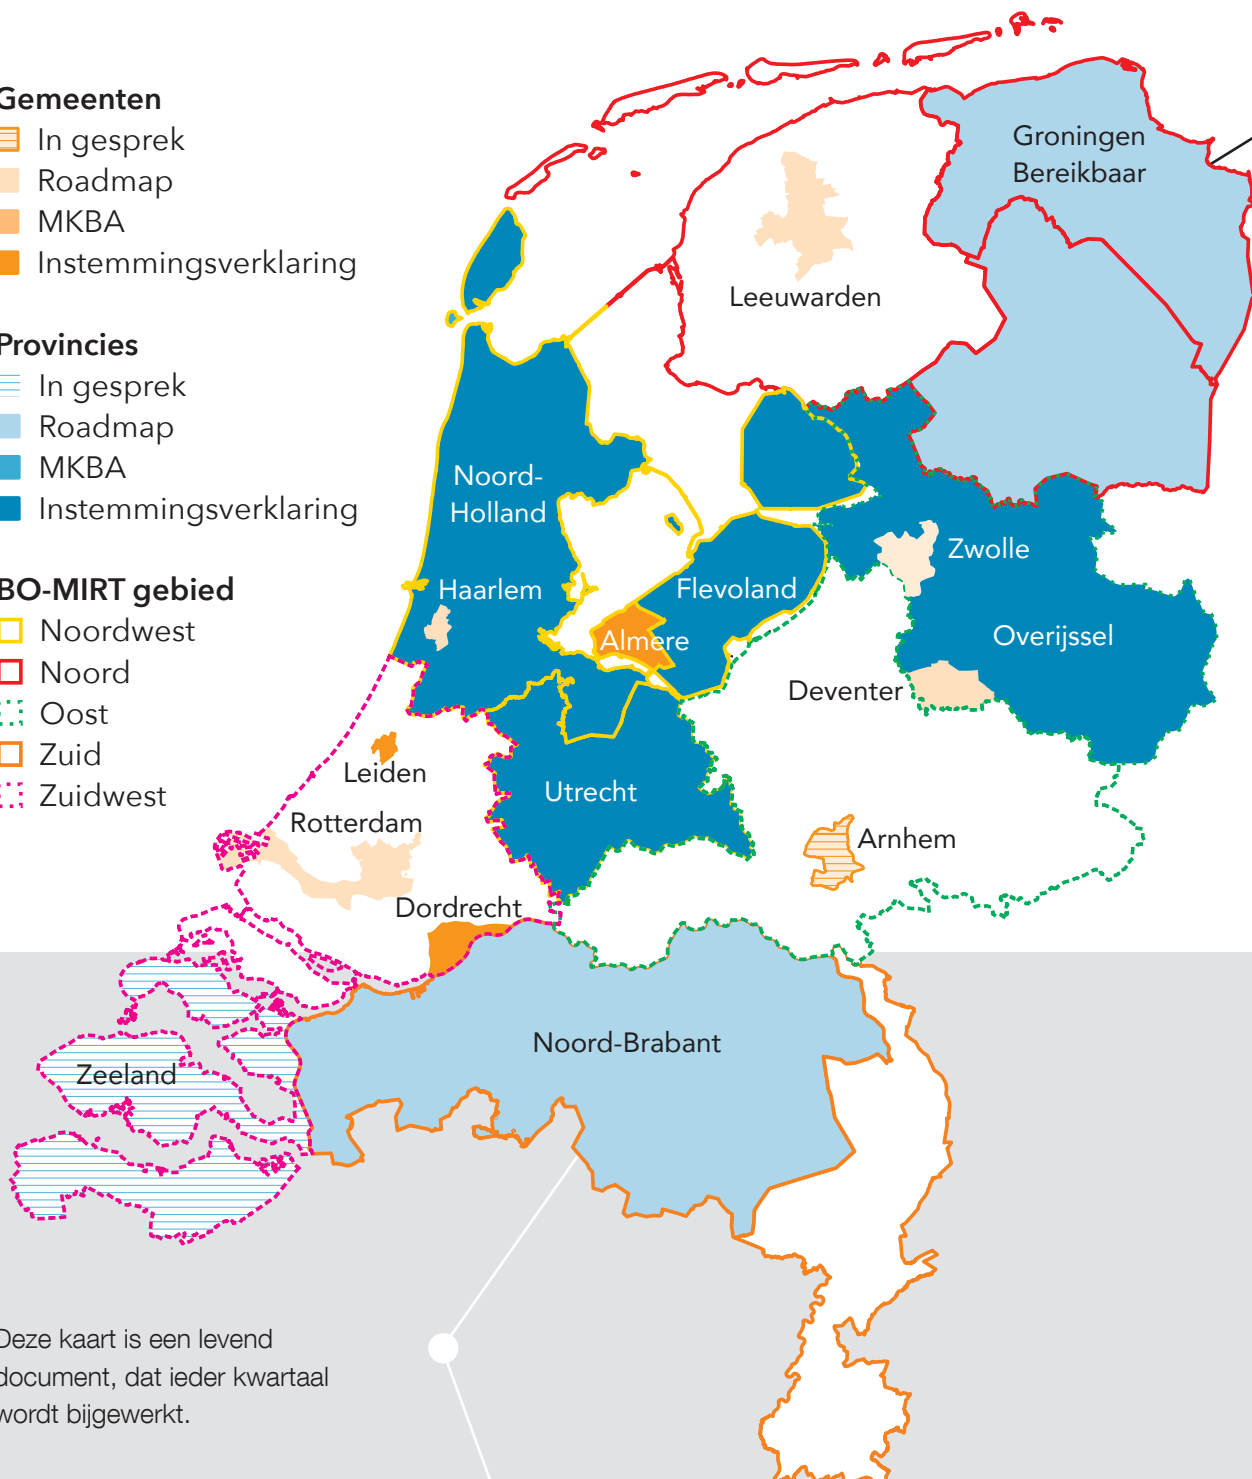 Gemeenten
In gesprek
Roadmap
MKBA
Instemmingsverklaring
Provincies
In gesprek
Roadmap
MKBA
Instemmingsverklaring
BO-MIRT gebied
Noordwest
Noord
Oost
Zuid
Zuidwest
Groningen
Bereikbaar
Leeuwarden
Noord-
Holland
Haarlem
Flevoland
Almere
Zwolle
Overijssel
Deventer
Leiden
Utrecht
Rotterdam
Arnhem
Dordrecht
Noord-Brabant
Zeeland
Deze kaart is een levend
document, dat ieder kwartaal
wordt bijgewerkt.